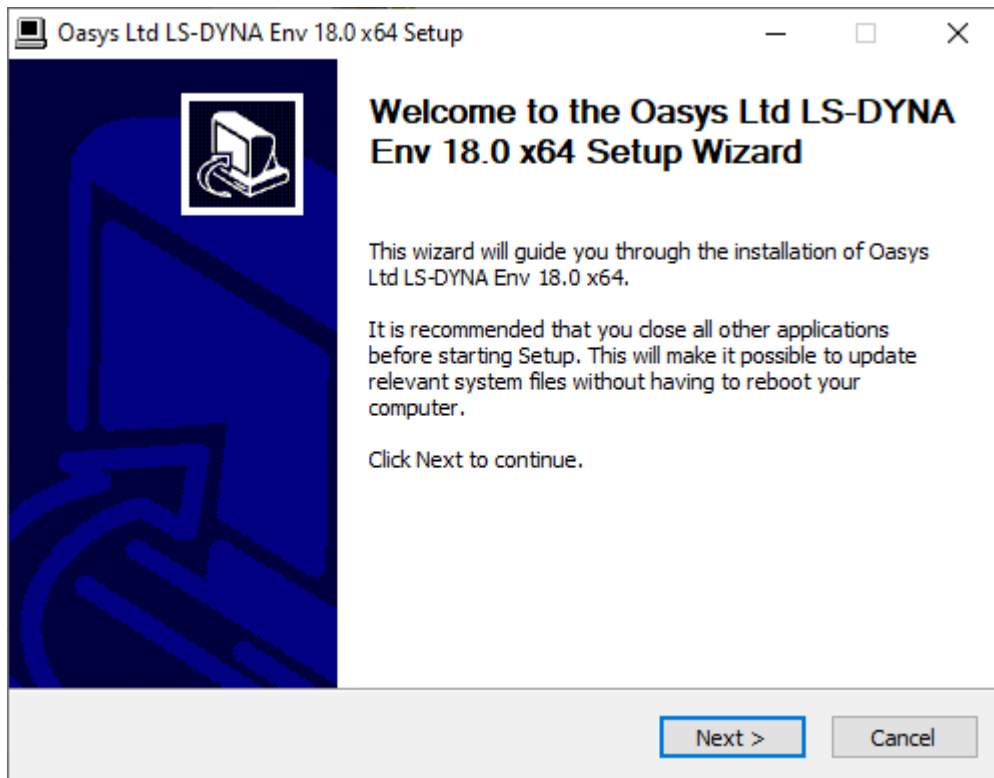 Oasys Ltd LS-DYNA Env 18.0 x64 Setup
Welcome to the Oasys Ltd LS-DYNA
Env 18.0 x64 Setup Wizard
This wizard will guide you through the installation of Oasys
Ltd LS-DYNA Env 18.0 x64.
It is recommended that you close all other applications
before starting Setup. This will make it possible to update
relevant system files without having to reboot your
computer.
Click Next to continue.
Next >
Cancel